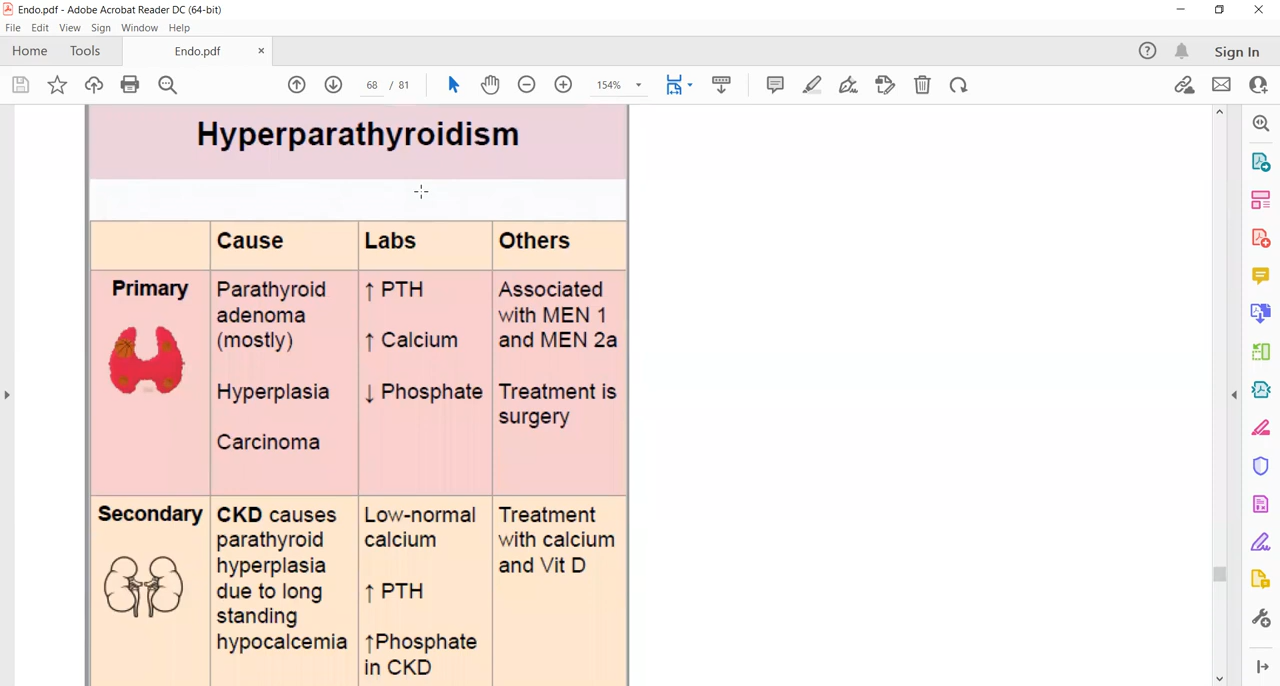 Endo.pdf - Adobe Acrobat Reader DC (64-bit)
File Edit View Sign Window Help
Home Tools Endo.pdf × Sign In
68 / 81 154%
Hyperparathyroidism
Cause Labs Others
Primary
Parathyroid
adenoma
(mostly)
Hyperplasia
Carcinoma
↑ PTH
↑ Calcium
↓ Phosphate
Associated
with MEN 1
and MEN 2a
Treatment is
surgery
Secondary
CKD causes
parathyroid
hyperplasia
due to long
standing
hypocalcemia
Low-normal
calcium
↑ PTH
↑Phosphate
in CKD
Treatment
with calcium
and Vit D